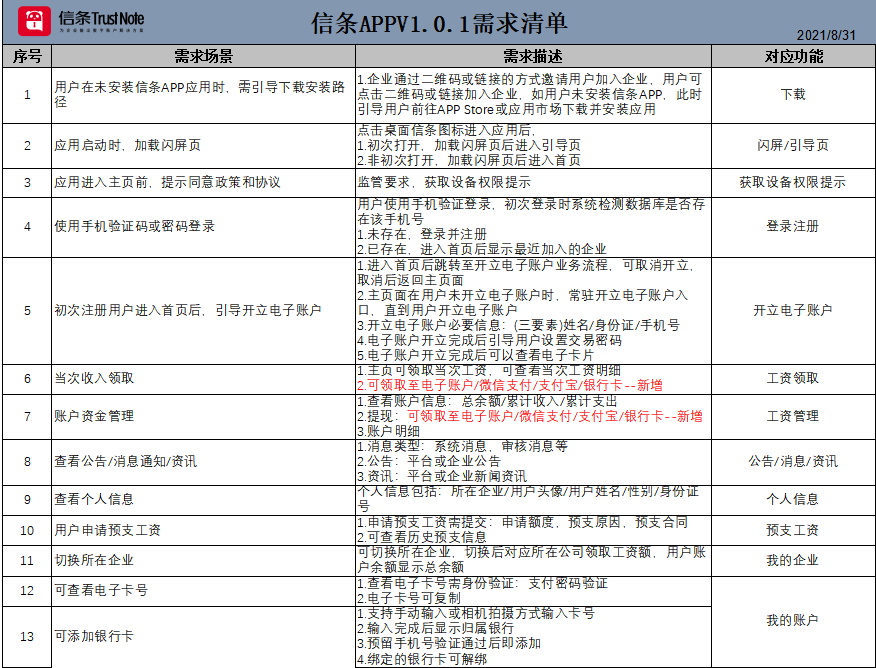 信条TrustNote
信条APPV1.0.1需求清单
2021/8/31
序号 需求场景 需求描述 对应功能
1 用户在未安装信条APP应用时，需引导下载安装路
径
1.企业通过二维码或链接的方式邀请用户加入企业，用户可
点击二维码或链接加入企业，如用户未安装信条APP，此时
引导用户前往APP Store或应用市场下载并安装应用
下载
2 应用启动时，加载闪屏页
点击桌面信条图标进入应用后，
1.初次打开，加载闪屏页后进入引导页
2.非初次打开，加载闪屏页后进入首页
闪屏/引导页
3 应用进入主页前，提示同意政策和协议 监管要求，获取设备权限提示 获取设备权限提示
4 使用手机验证码或密码登录
用户使用手机验证登录，初次登录时系统检测数据库是否存
在该手机号
1.未存在，登录并注册
2.已存在，进入首页后显示最近加入的企业
登录注册
5 初次注册用户进入首页后，引导开立电子账户
1.进入首页后跳转至开立电子账户业务流程，可取消开立，
取消后返回主页面
2.主页面在用户未开立电子账户时，常驻开立电子账户入
口，直到用户开立电子账户
3.开立电子账户必要信息：(三要素)姓名/身份证/手机号
4.电子账户开立完成后引导用户设置交易密码
5.电子账户开立完成后可以查看电子卡片
开立电子账户
6 当次收入领取
1.主页可领取当次工资，可查看当次工资明细
2.可领取至电子账户/微信支付/支付宝/银行卡--新增
工资领取
7 账户资金管理
1.查看账户信息：总余额/累计收入/累计支出
2.提现：可领取至电子账户/微信支付/支付宝/银行卡--新增
3.账户明细
工资管理
8 查看公告/消息通知/资讯
1.消息类型：系统消息，审核消息等
2.公告：平台或企业公告
3.资讯：平台或企业新闻资讯
公告/消息/资讯
9 查看个人信息
个人信息包括：所在企业/用户头像/用户姓名/性别/身份证
号
个人信息
10 用户申请预支工资
1.申请预支工资需提交：申请额度，预支原因，预支合同
2.可查看历史预支信息
预支工资
11 切换所在企业
可切换所在企业，切换后对应所在公司领取工资额，用户账
户余额显示总余额
我的企业
12 可查看电子卡号
1.查看电子卡号需身份验证：支付密码验证
2.电子卡号可复制
我的账户
13 可添加银行卡
1.支持手动输入或相机拍摄方式输入卡号
2.输入完成后显示归属银行
3.预留手机号验证通过后即添加
4.绑定的银行卡可解绑